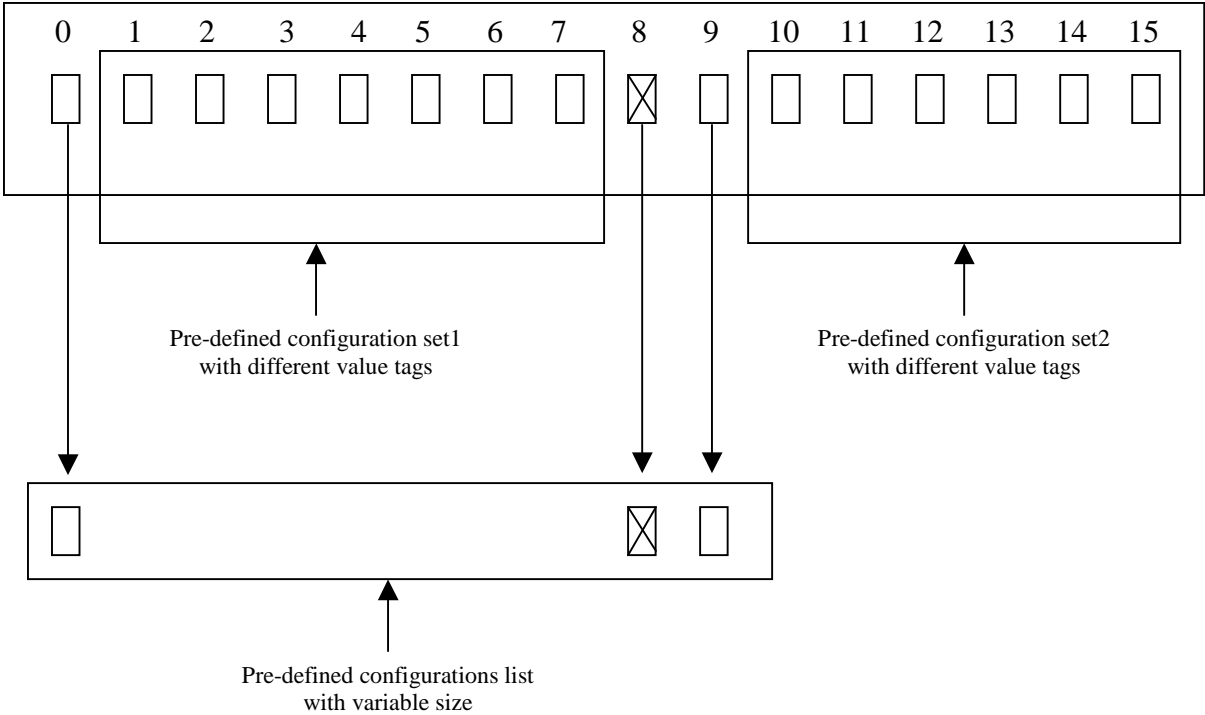 0 1 2 3 4 5 6 7 8 9 10 11 12 13 14 15
Pre-defined configuration set1
with different value tags
Pre-defined configuration set2
with different value tags
Pre-defined configurations list
with variable size